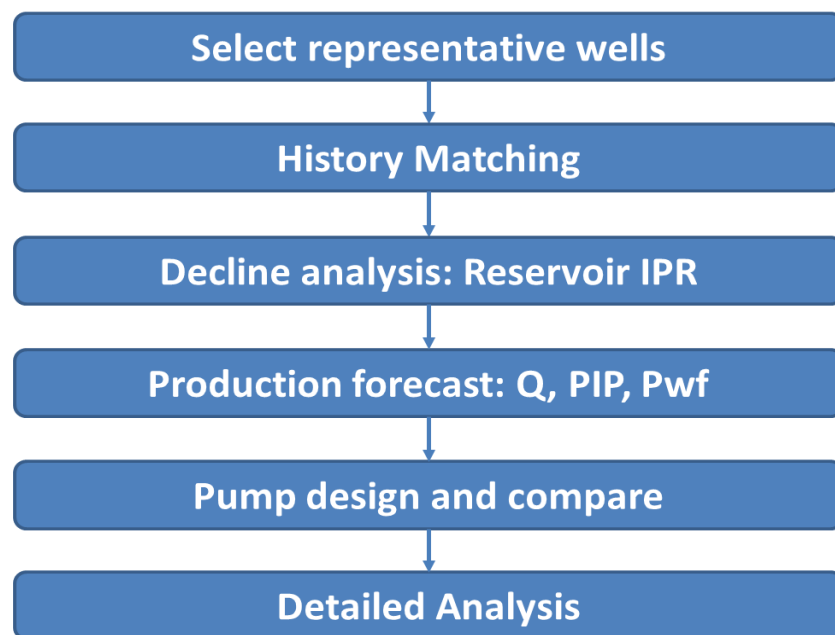 Select representative wells
History Matching
Decline analysis: Reservoir IPR
Production forecast: Q, PIP, Pwf
Pump design and compare
Detailed Analysis